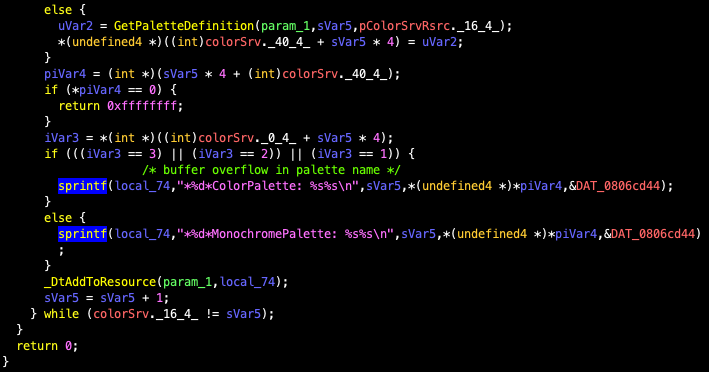 else {
uVar2 = GetPaletteDefinition(param_1,sVar5,pColorSrvRsrc._16_4_);
*(undefined4 *)((int)colorSrv._40_4_ + sVar5 * 4) = uVar2;
}
piVar4 = (int *)(sVar5 * 4 + (int)colorSrv._40_4_);
if (*piVar4 == 0) {
return 0xffffffff;
}
iVar3 = *(int *)((int)colorSrv._0_4_ + sVar5 * 4);
if (((iVar3 == 3) || (iVar3 == 2)) || (iVar3 == 1)) {
/* buffer overflow in palette name */
sprintf(local_74,"*%d*ColorPalette: %s%s\n",sVar5,*(undefined4 *)*piVar4,&DAT_0806cd44);
}
else {
sprintf(local_74,"*%d*MonochromePalette: %s%s\n",sVar5,*(undefined4 *)*piVar4,&DAT_0806cd44)
;
}
_DtAddToResource(param_1,local_74);
sVar5 = sVar5 + 1;
} while (colorSrv._16_4_ != sVar5);
}
return 0;
}